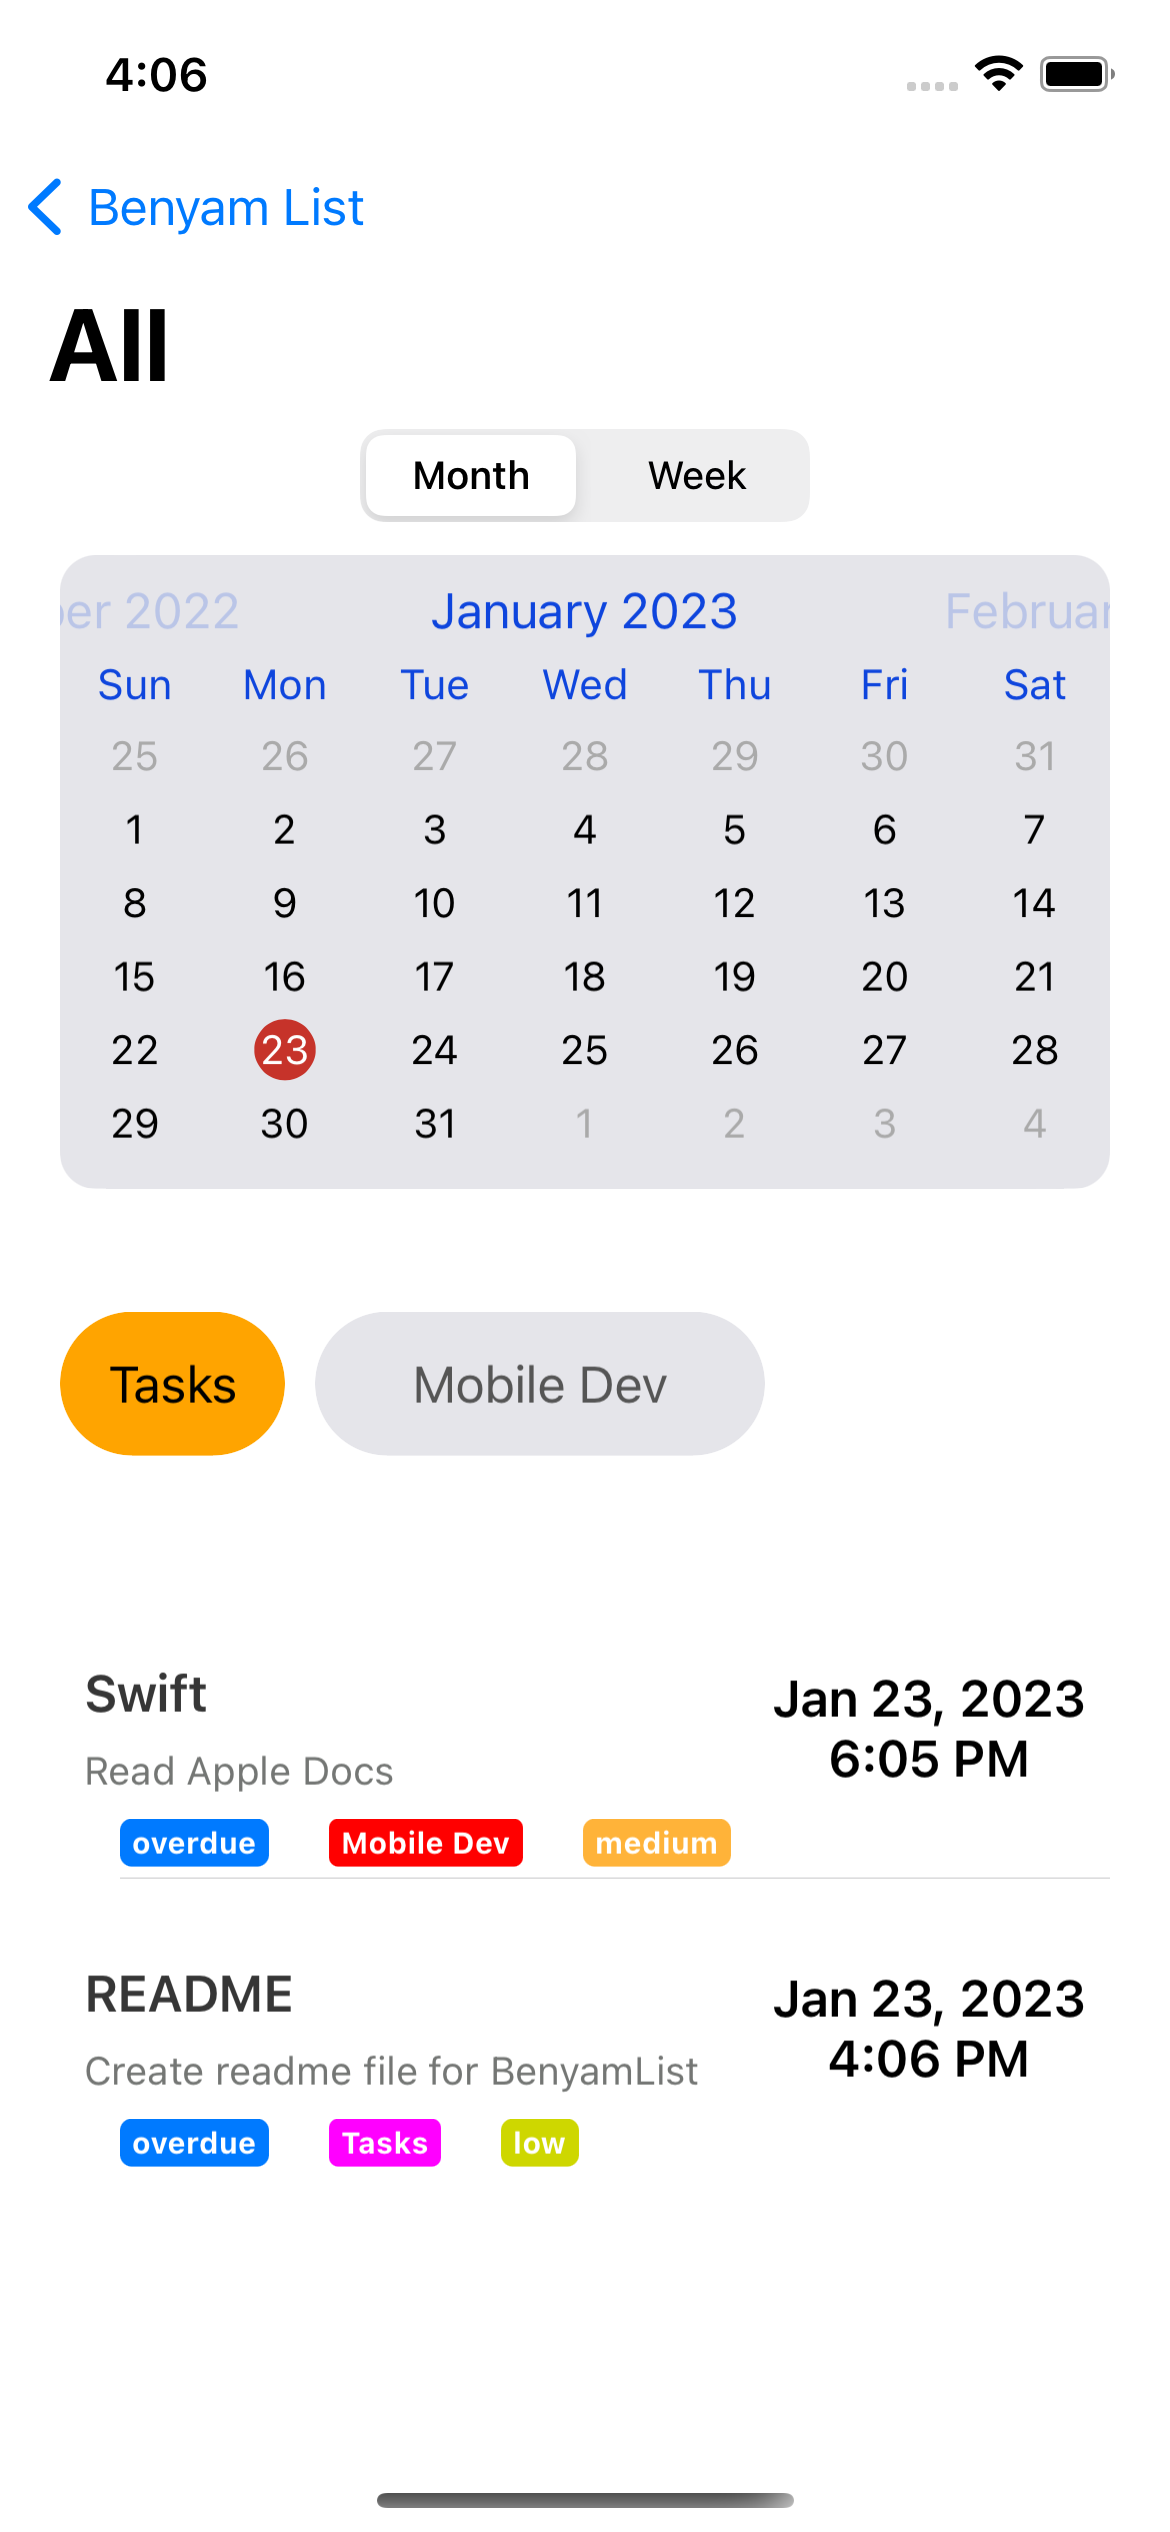 4:06
Benyam List
All
Month Week
ber 2022 January 2023 Februar
Sun Mon Tue Wed Thu Fri Sat
25 26 27 28 29 30 31
1 2 3 4 5 6 7
8 9 10 11 12 13 14
15 16 17 18 19 20 21
22 23 24 25 26 27 28
29 30 31 1 2 3 4
Tasks Mobile Dev
Swift
Jan 23, 2023
6:05 PM
Read Apple Docs
overdue Mobile Dev medium
README
Jan 23, 2023
4:06 PM
Create readme file for BenyamList
overdue Tasks low